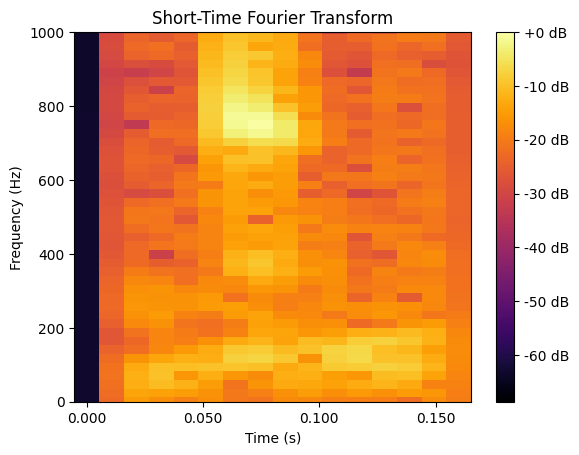 Short-Time Fourier Transform
Frequency (Hz)
1000
800
600
400
200
0
0.000
0.050
0.100
0.150
Time (s)
+0 dB
-10 dB
-20 dB
-30 dB
-40 dB
-50 dB
-60 dB